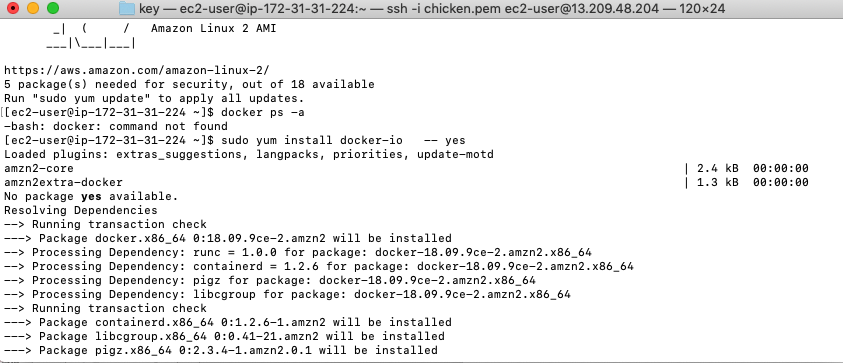 key — ec2-user@ip-172-31-31-224:~ — ssh -i chicken.pem ec2-user@13.209.48.204 — 120×24
_|  (     /   Amazon Linux 2 AMI
___|\___|___|
https://aws.amazon.com/amazon-linux-2/
5 package(s) needed for security, out of 18 available
Run "sudo yum update" to apply all updates.
[[ec2-user@ip-172-31-31-224 ~]$ docker ps -a
-bash: docker: command not found
[ec2-user@ip-172-31-31-224 ~]$ sudo yum install docker-io   -- yes
Loaded plugins: extras_suggestions, langpacks, priorities, update-motd
amzn2-core | 2.4 kB  00:00:00
amzn2extra-docker | 1.3 kB  00:00:00
No package yes available.
Resolving Dependencies
--> Running transaction check
---> Package docker.x86_64 0:18.09.9ce-2.amzn2 will be installed
--> Processing Dependency: runc = 1.0.0 for package: docker-18.09.9ce-2.amzn2.x86_64
--> Processing Dependency: containerd = 1.2.6 for package: docker-18.09.9ce-2.amzn2.x86_64
--> Processing Dependency: pigz for package: docker-18.09.9ce-2.amzn2.x86_64
--> Processing Dependency: libcgroup for package: docker-18.09.9ce-2.amzn2.x86_64
--> Running transaction check
---> Package containerd.x86_64 0:1.2.6-1.amzn2 will be installed
---> Package libcgroup.x86_64 0:0.41-21.amzn2 will be installed
---> Package pigz.x86_64 0:2.3.4-1.amzn2.0.1 will be installed